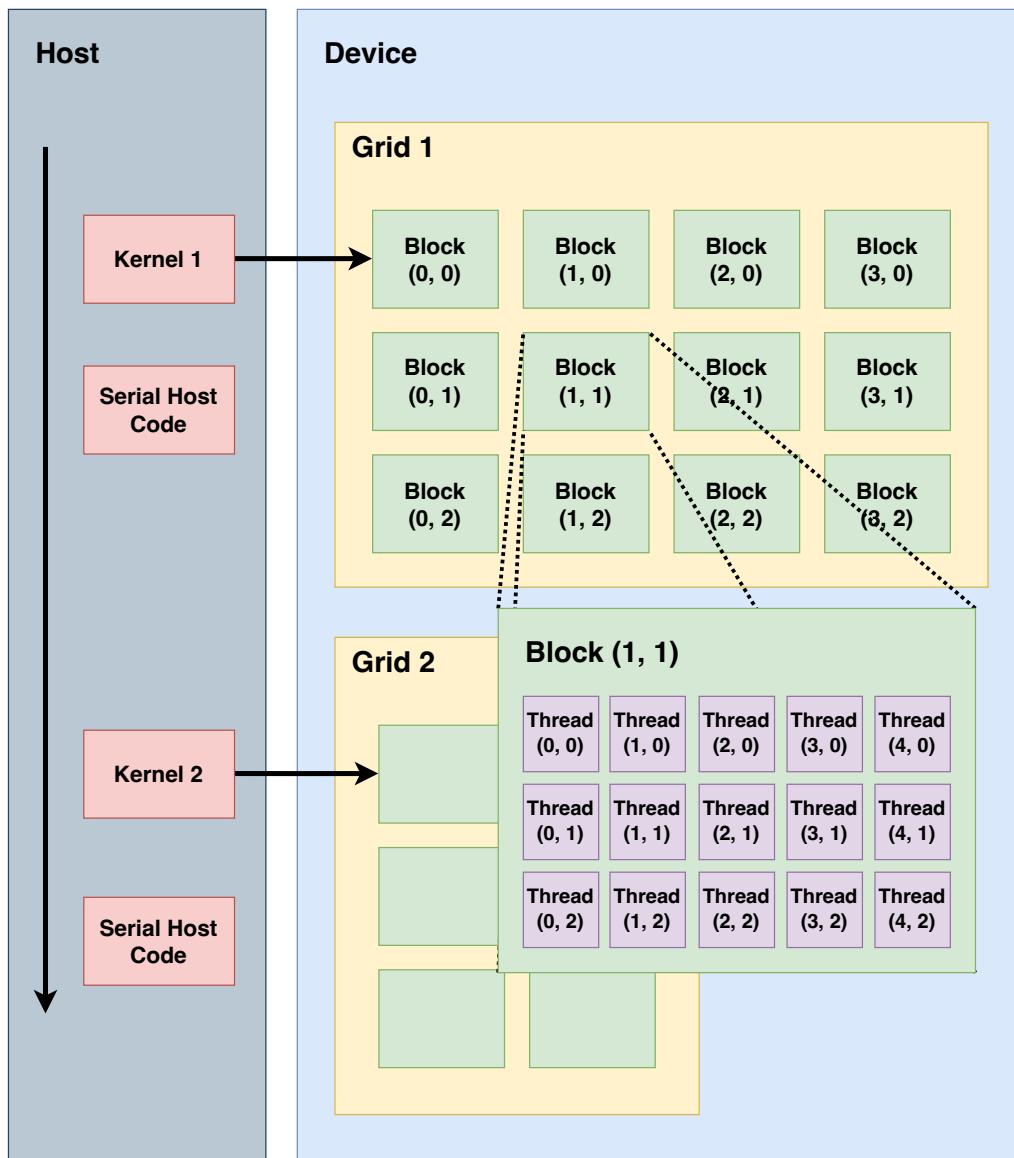 Host
Device
Grid 1
Kernel 1
Block
(0, 0)
Block
(1, 0)
Block
(2, 0)
Block
(3, 0)
Serial Host
Code
Block
(0, 1)
Block
(1, 1)
Block
(2, 1)
Block
(3, 1)
Block
(0, 2)
Block
(1, 2)
Block
(2, 2)
Block
(3, 2)
Grid 2
Block (1, 1)
Kernel 2
Thread
(0, 0)
Thread
(1, 0)
Thread
(2, 0)
Thread
(3, 0)
Thread
(4, 0)
Thread
(0, 1)
Thread
(1, 1)
Thread
(2, 1)
Thread
(3, 1)
Thread
(4, 1)
Serial Host
Code
Thread
(0, 2)
Thread
(1, 2)
Thread
(2, 2)
Thread
(3, 2)
Thread
(4, 2)